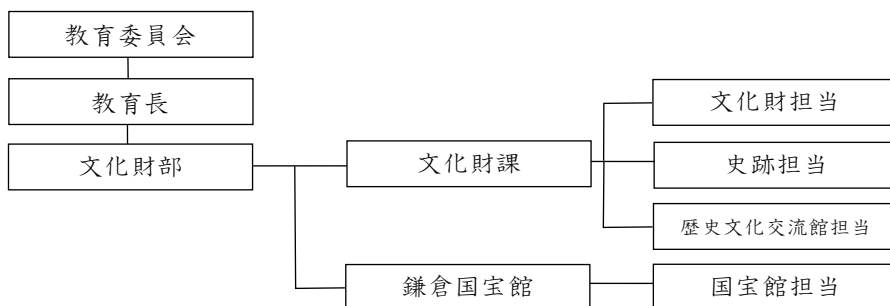 教育委員会
教育長
文化財部
文化財課
文化財担当
史跡担当
歴史文化交流館担当
鎌倉国宝館
国宝館担当